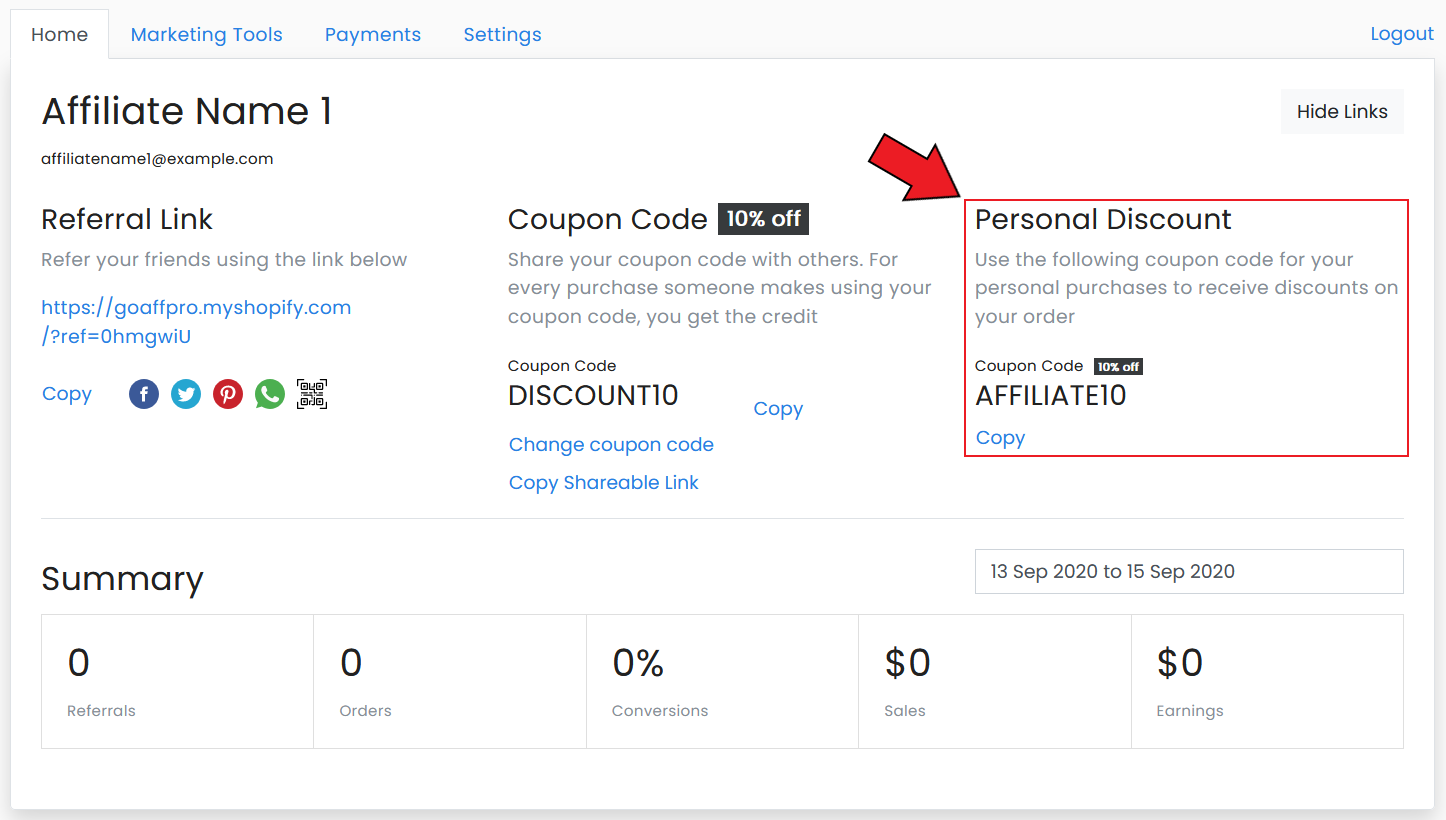 Home Marketing Tools Payments Settings Logout
Affiliate Name 1
Hide Links
affiliatename1@example.com
Referral Link
Refer your friends using the link below
https://goaffpro.myshopify.com
/?ref=0hmgwiU
Copy
Coupon Code 10% off
Share your coupon code with others. For
every purchase someone makes using your
coupon code, you get the credit
Coupon Code
DISCOUNT10
Copy
Change coupon code
Copy Shareable Link
Personal Discount
Use the following coupon code for your
personal purchases to receive discounts on
your order
Coupon Code 10% off
AFFILIATE10
Copy
Summary
13 Sep 2020 to 15 Sep 2020
0
Referrals
0
Orders
0%
Conversions
$0
Sales
$0
Earnings